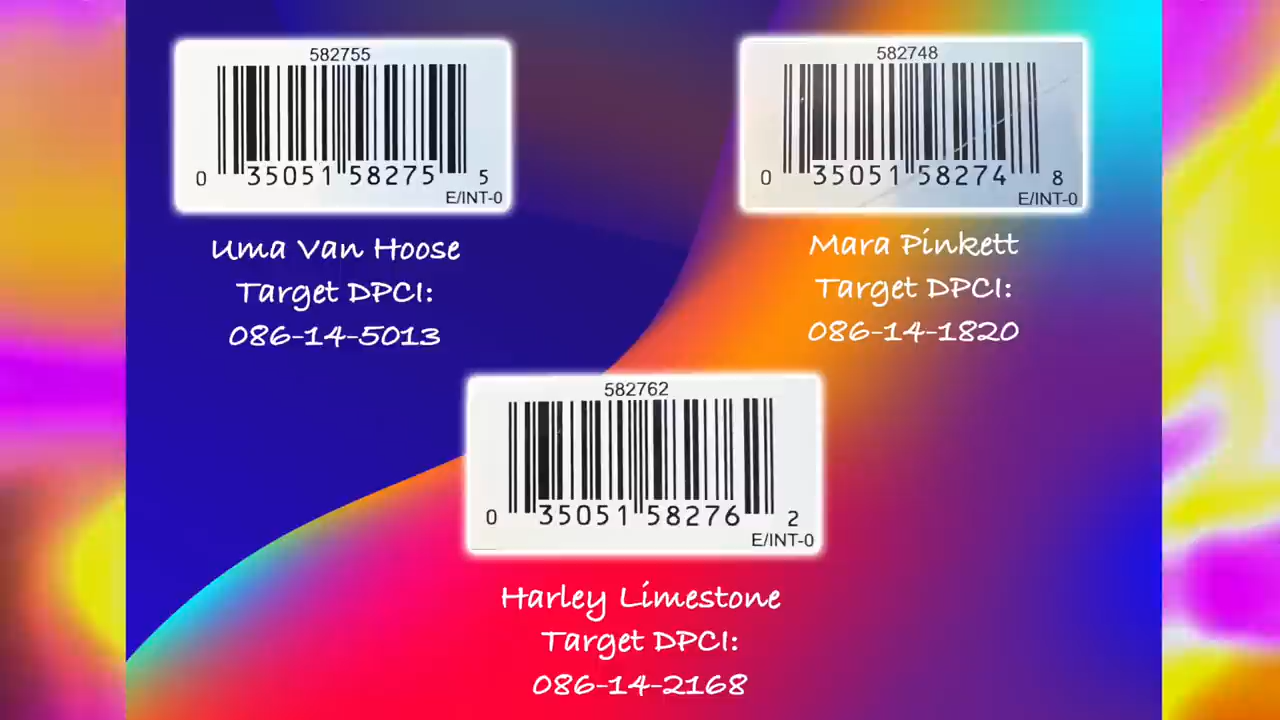 582755
0 35051 58275 5
E/INT-0
Uma Van Hoose
Target DPCI:
086-14-5013
582748
0 35051 58274 8
E/INT-0
Mara Pinkett
Target DPCI:
086-14-1820
582762
0 35051 58276 2
E/INT-0
Harley Limestone
Target DPCI:
086-14-2168